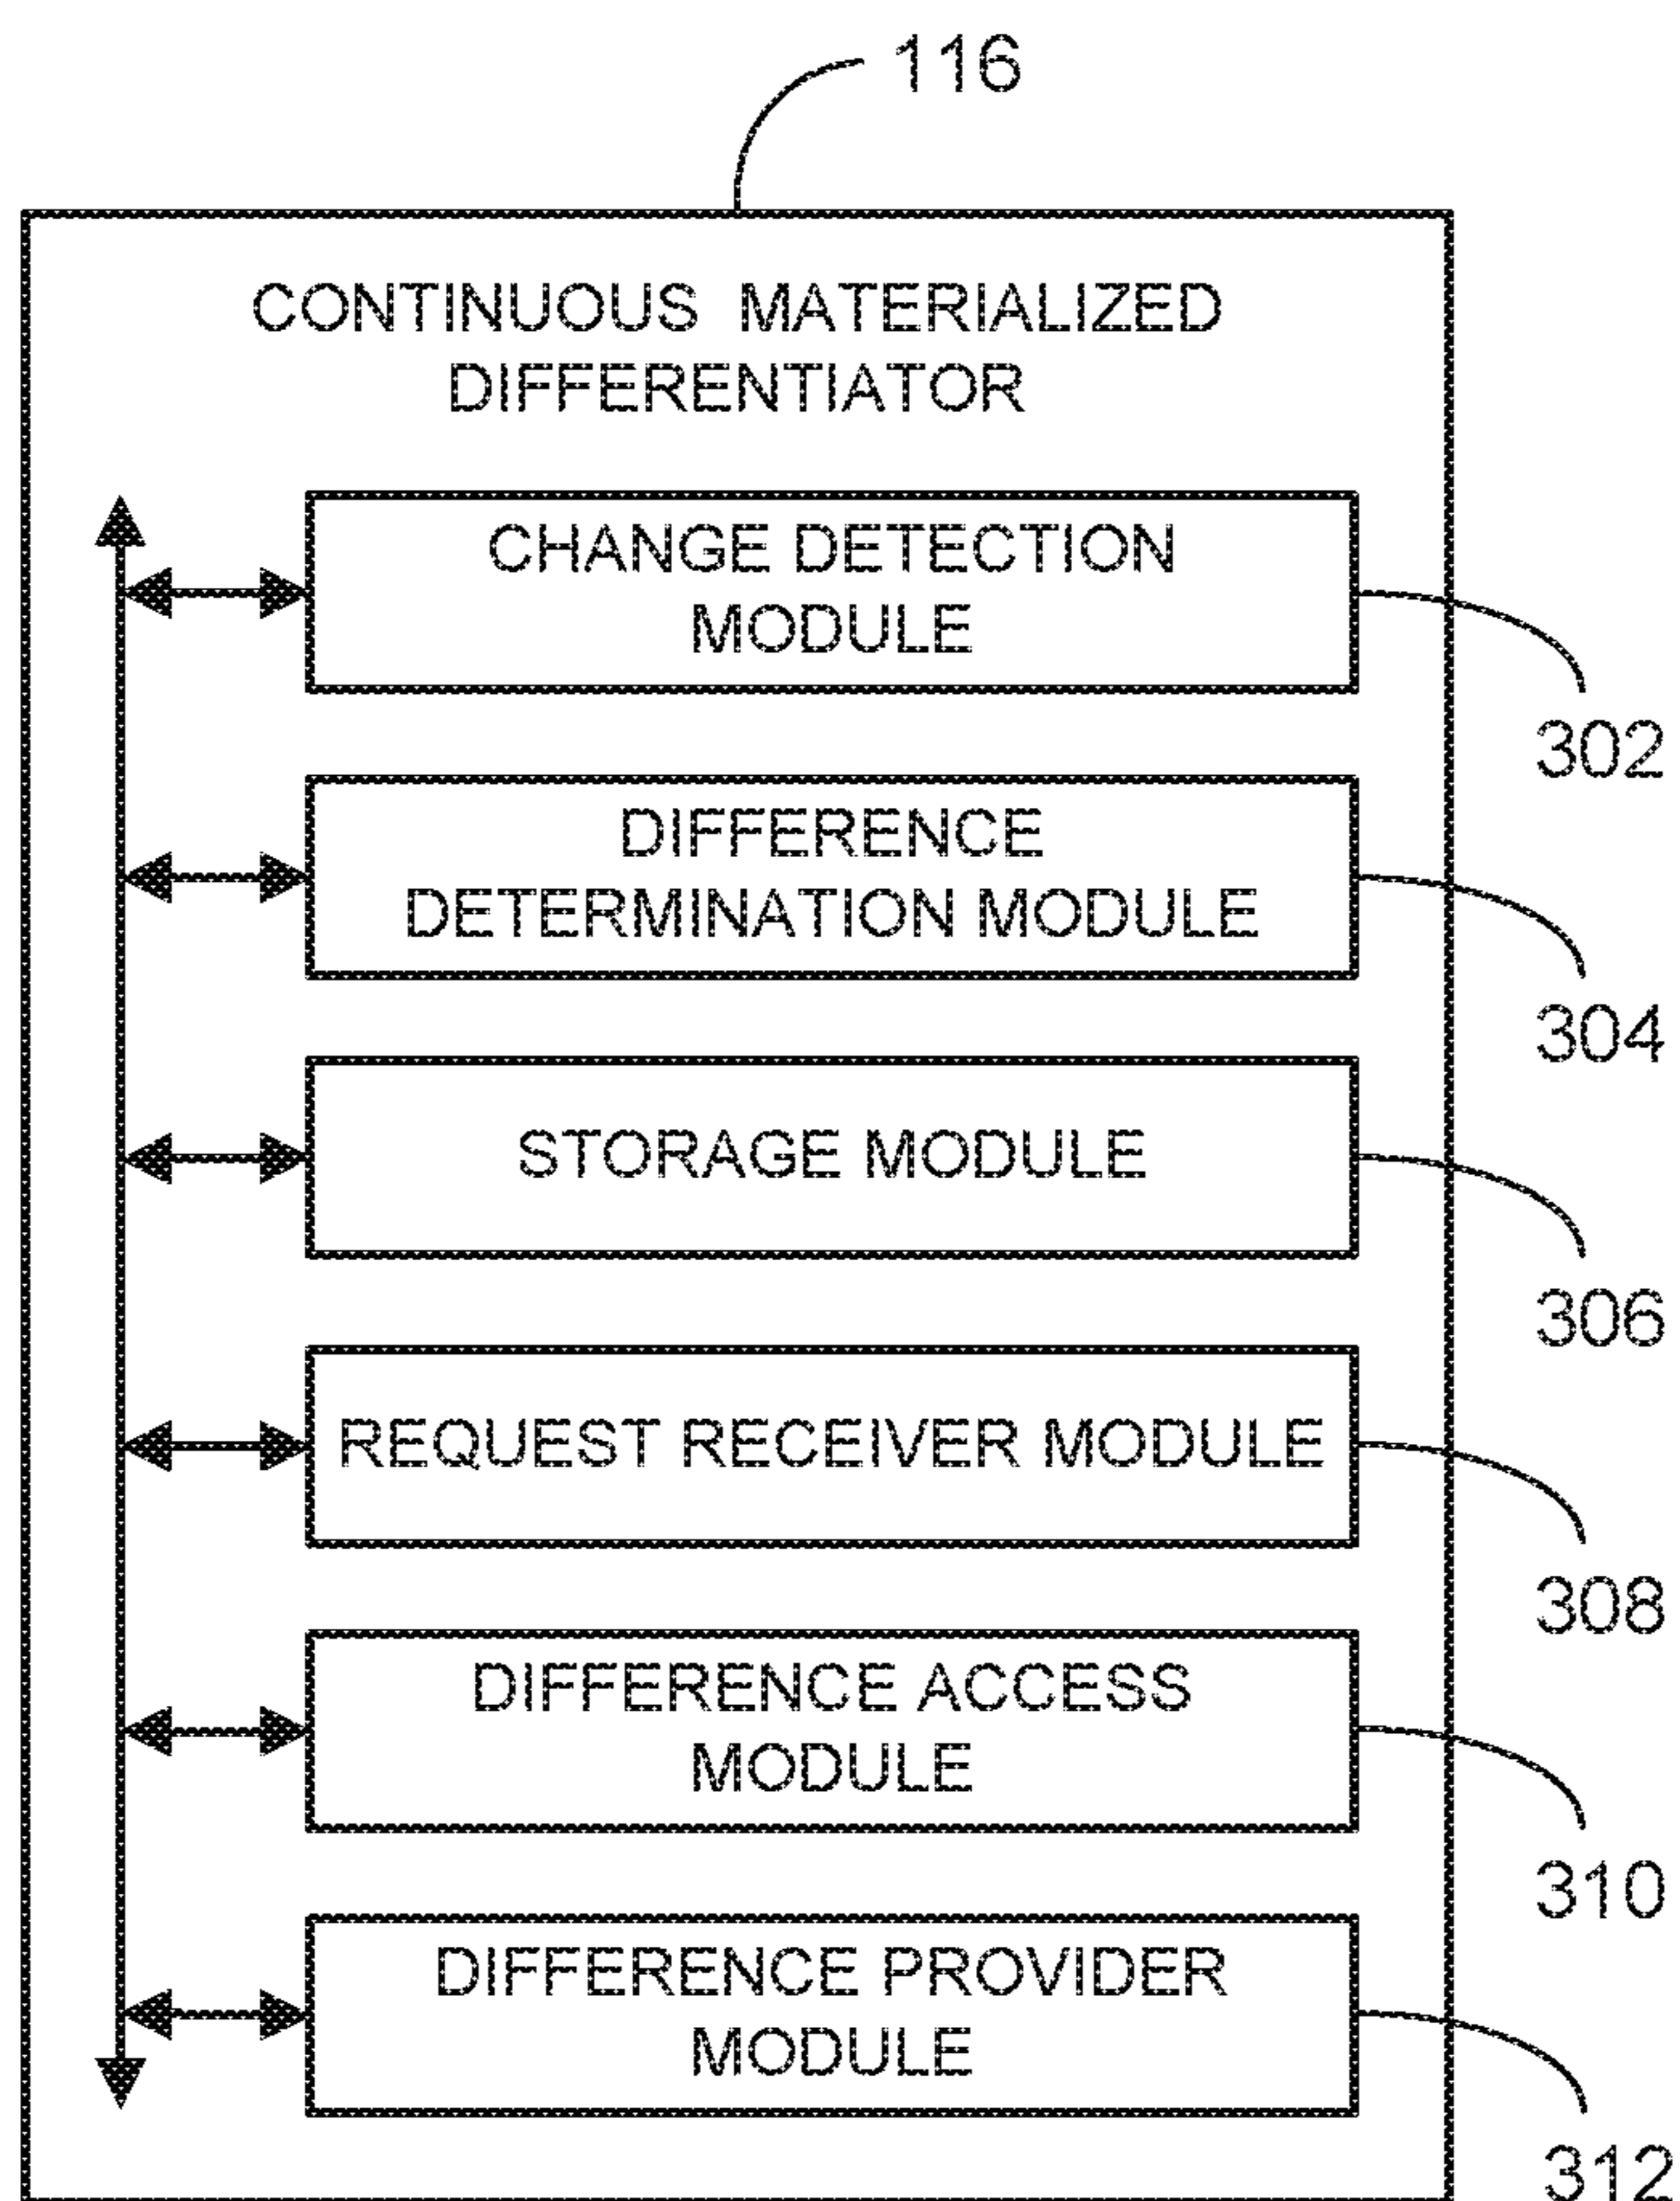 116
CONTINUOUS MATERIALIZED
DIFFERENTIATOR
CHANGE DETECTION
MODULE
302
DIFFERENCE
DETERMINATION MODULE
304
STORAGE MODULE
306
REQUEST RECEIVER MODULE
308
DIFFERENCE ACCESS
MODULE
310
DIFFERENCE PROVIDER
MODULE
312